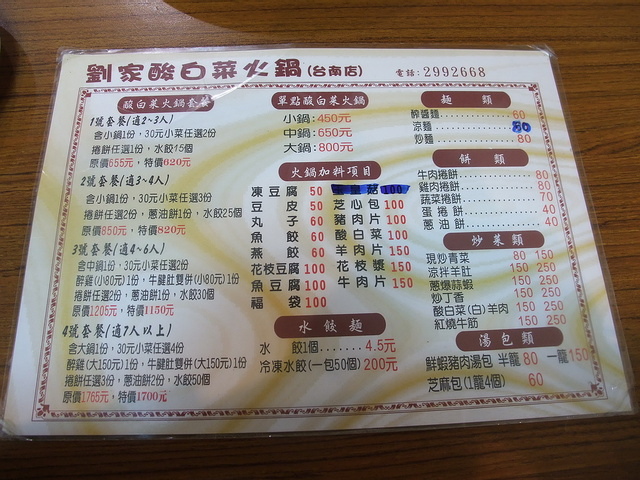 劉家酸白菜火鍋(台南店)
電話:2992668
酸白菜火鍋套餐
1號套餐(適2~3人)
含小鍋1份,30元小菜任選2份
捲餅任選1份,水餃15個
原價655元,特價620元
2號套餐(適3~4人)
含小鍋1份,30元小菜任選3份
捲餅任選2份,蔥油餅1份,水餃25個
原價850元,特價820元
3號套餐(適4~6人)
含中鍋1份,30元小菜任選2份
醉雞(小80元)1份,牛腱肚雙併(小80元)1份
捲餅任選2份,蔥油餅1份,水餃30個
原價1205元,特價1150元
4號套餐(適7人以上)
含大鍋1份,30元小菜任選4份
醉雞(大150元)1份,牛腱肚雙併(大150元)1份
捲餅任選3份,蔥油餅2份,水餃50個
原價1765元,特價1700元
單點酸白菜火鍋
小鍋:450元
中鍋:650元
大鍋:800元
火鍋加料項目
凍豆腐 50
豆皮 50
丸子 60
魚餃 60
燕餃 60
花枝豆腐 100
魚豆腐 100
福袋 100
菇 100
芝心丸 100
豬肉片 100
酸白菜 100
羊肉片 150
花枝漿 150
牛肉片 150
水餃麵
水餃1個.......4.5元
冷凍水餃(一包50個)200元
麵類
醡醬麵 60
涼麵 50
炒麵 80
餅類
牛肉捲餅 80
雞肉捲餅 80
蔬菜捲餅 70
蛋捲餅 40
蔥油餅 40
炒菜類
現炒青菜 80 150
涼拌羊肚 150 250
蔥爆蒜蝦 150 250
炒丁香 150 250
酸白菜(白)羊肉 150 250
紅燒牛筋 150 250
湯包類
鮮蝦豬肉湯包 半籠80 一籠150
芝麻包(1籠4個) 60